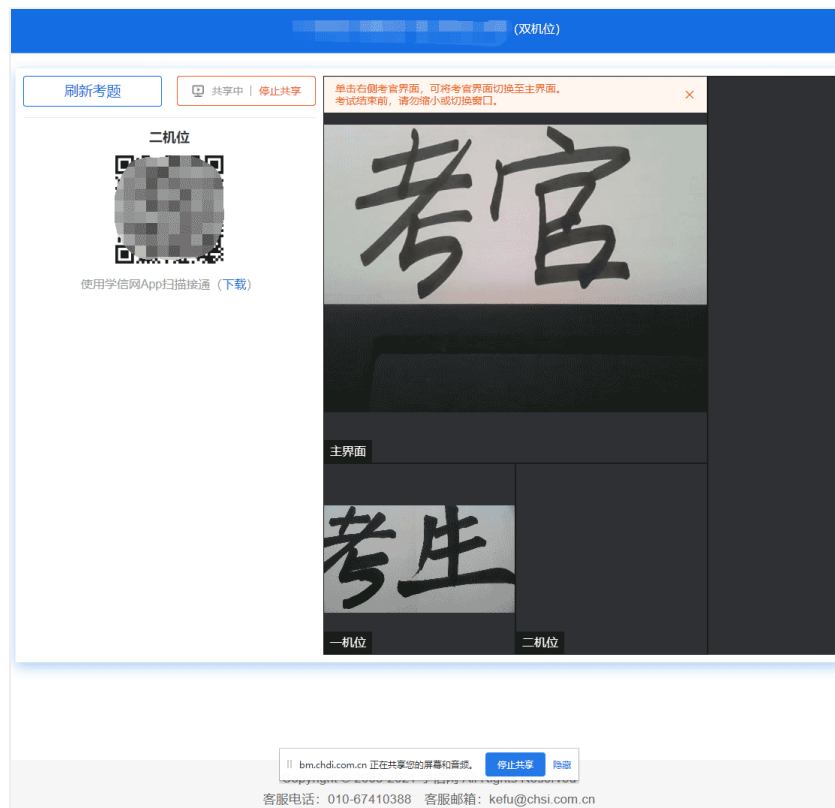 (双机位)
刷新考题
共享中 | 停止共享
单击右侧考官界面，可将考官界面切换至主界面。
考试结束前，请勿缩小或切换窗口。
二机位
使用学信网App扫描接通（下载）
考官
主界面
考生
一机位
二机位
bm.chdi.com.cn 正在共享您的屏幕和音频。
停止共享
隐藏
客服电话：010-67410388 客服邮箱：kefu@chsi.com.cn